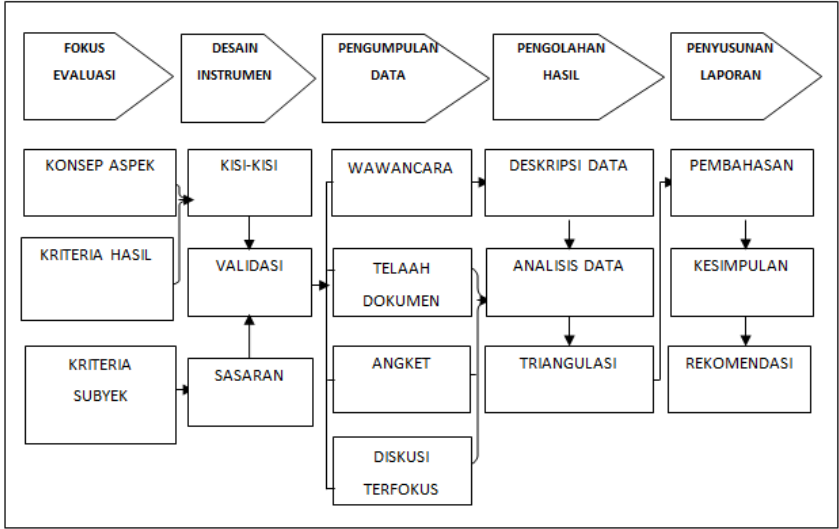 FOKUS
EVALUASI
DESAIN
INSTRUMEN
PENGUMPULAN
DATA
PENGOLAHAN
HASIL
PENYUSUNAN
LAPORAN
KONSEP ASPEK
KRITERIA HASIL
KRITERIA
SUBYEK
KISI-KISI
VALIDASI
SASARAN
WAWANCARA
TELAAH
DOKUMEN
ANGKET
DISKUSI
TERFOKUS
DESKRIPSI DATA
ANALISIS DATA
TRIANGULASI
PEMBAHASAN
KESIMPULAN
REKOMENDASI